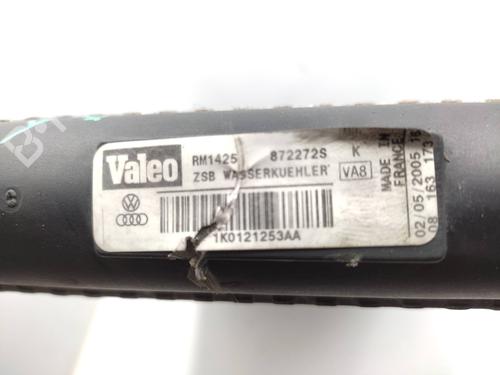 Valeo
RM1425 872272S K
ZSB WASSERKUEHLER VA8
1K0121253AA
MADE IN
FRANCE
02/05/2005
08 163 173